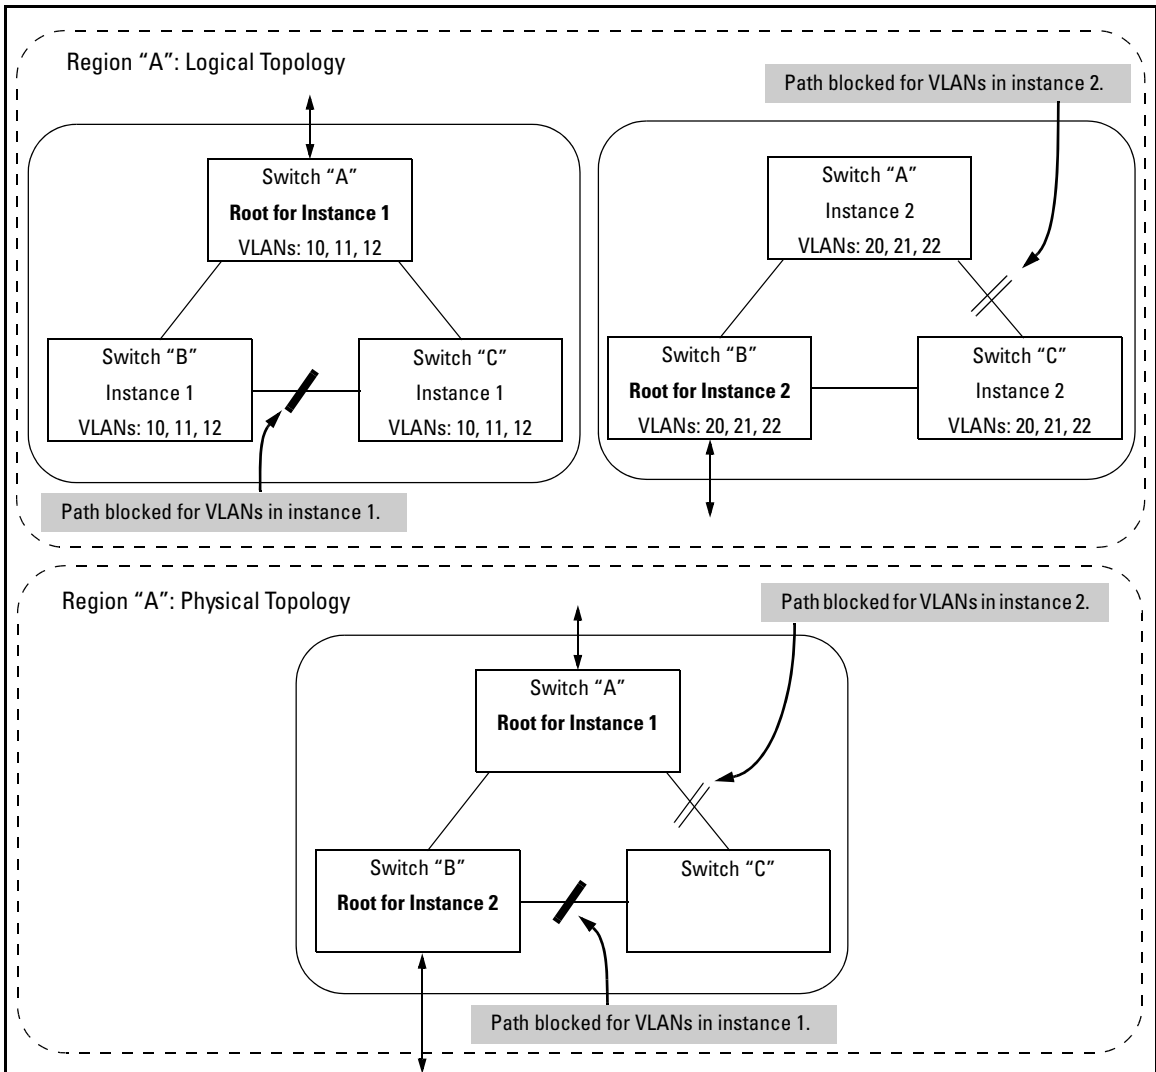 Region “A”: Logical Topology
Path blocked for VLANs in instance 2.
Switch “A”
Root for Instance 1
VLANs: 10, 11, 12
Switch “B”
Instance 1
VLANs: 10, 11, 12
Switch “C”
Instance 1
VLANs: 10, 11, 12
Path blocked for VLANs in instance 1.
Switch “A”
Instance 2
VLANs: 20, 21, 22
Switch “B”
Root for Instance 2
VLANs: 20, 21, 22
Switch “C”
Instance 2
VLANs: 20, 21, 22
Region “A”: Physical Topology
Path blocked for VLANs in instance 2.
Switch “A”
Root for Instance 1
Switch “B”
Root for Instance 2
Switch “C”
Path blocked for VLANs in instance 1.